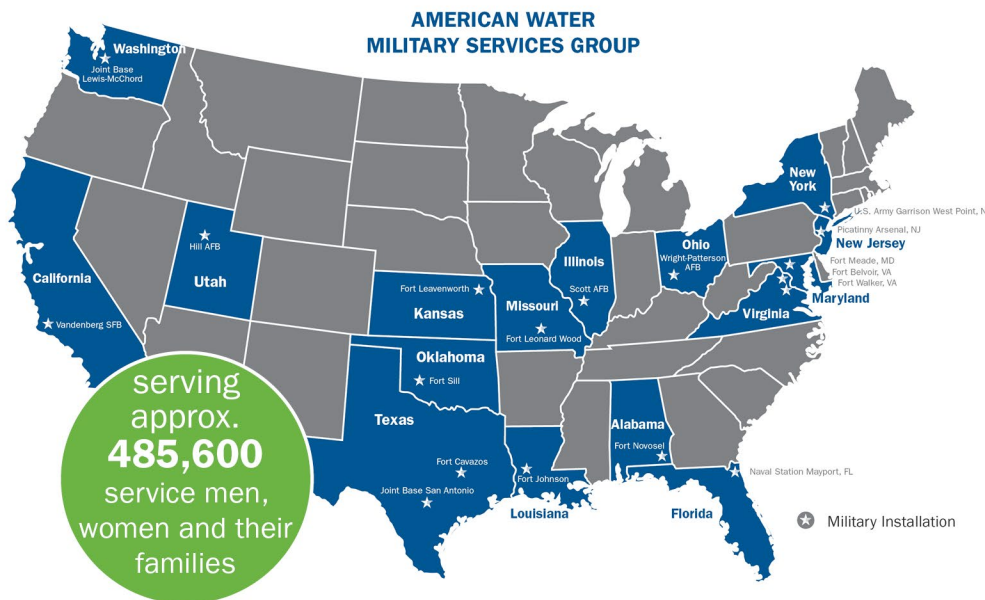 AMERICAN WATER
MILITARY SERVICES GROUP
Washington
Joint Base
Lewis-McChord
New
York
U.S. Army Garrison West Point, N
Picatinny Arsenal, NJ
New Jersey
Fort Meade, MD
Fort Belvoir, VA
Fort Walker, VA
Maryland
Virginia
Ohio
Wright-Patterson
AFB
Illinois
Scott AFB
Hill AFB
Utah
California
Vandenberg SFB
Fort Leavenworth
Kansas
Missouri
Fort Leonard Wood
Oklahoma
Fort Sill
Texas
Fort Cavazos
Joint Base San Antonio
Alabama
Fort Novosel
Fort Johnson
Louisiana
Naval Station Mayport, FL
Florida
Military Installation
serving
approx.
485,600
service men,
women and their
families